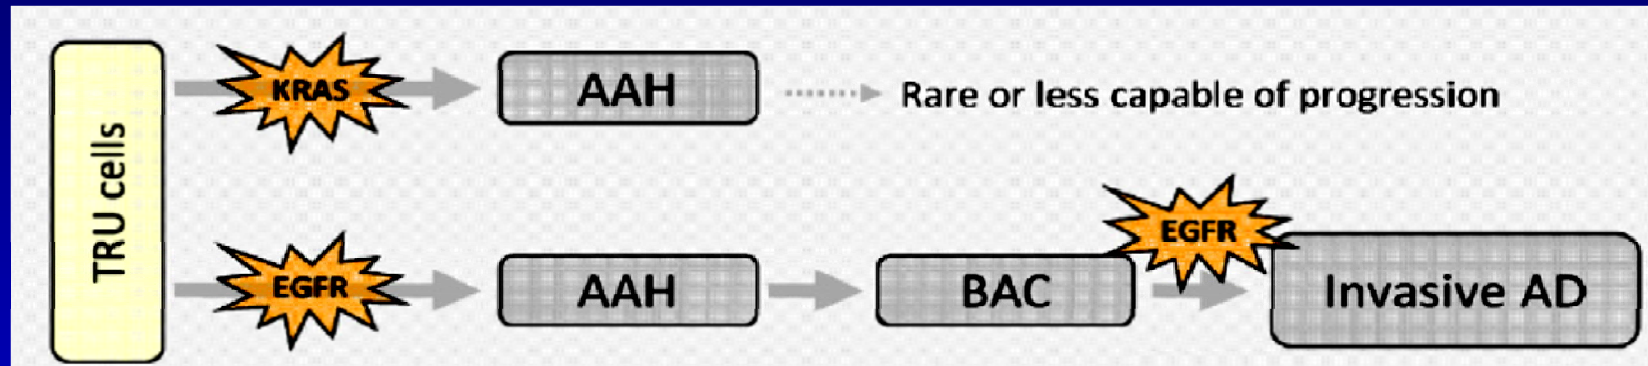 TRU cells
KRAS
AAH
Rare or less capable of progression
EGFR
AAH
BAC
EGFR
Invasive AD